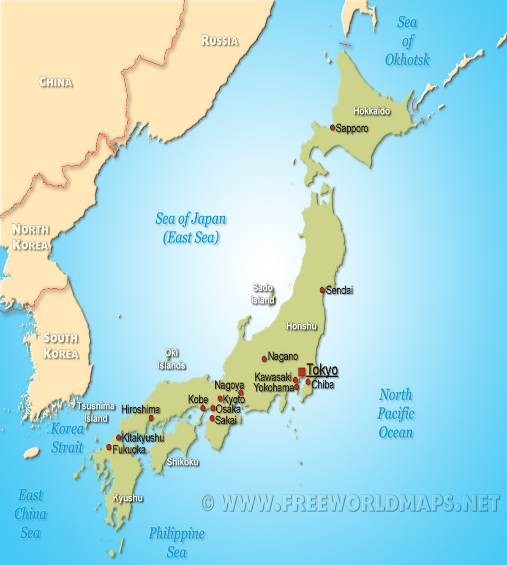 Sea
of
Okhotsk
RUSSIA
CHINA
Hokkaido
Sapporo
NORTH
KOREA
Sea of Japan
(East Sea)
Sendai
Sado
Island
Honshu
SOUTH
KOREA
Oki
Islands
Nagano
Tokyo
Kawasaki
Yokohama
Chiba
Nagoya
Kyoto
Kobe
Osaka
Sakai
North
Pacific
Ocean
Tsushima
Island
Hiroshima
Korea
Strait
Kitakyushu
Fukuoka
Shikoku
Kyushu
East
China
Sea
Philippine
Sea
© WWW.FREEWORLDMAPS.NET